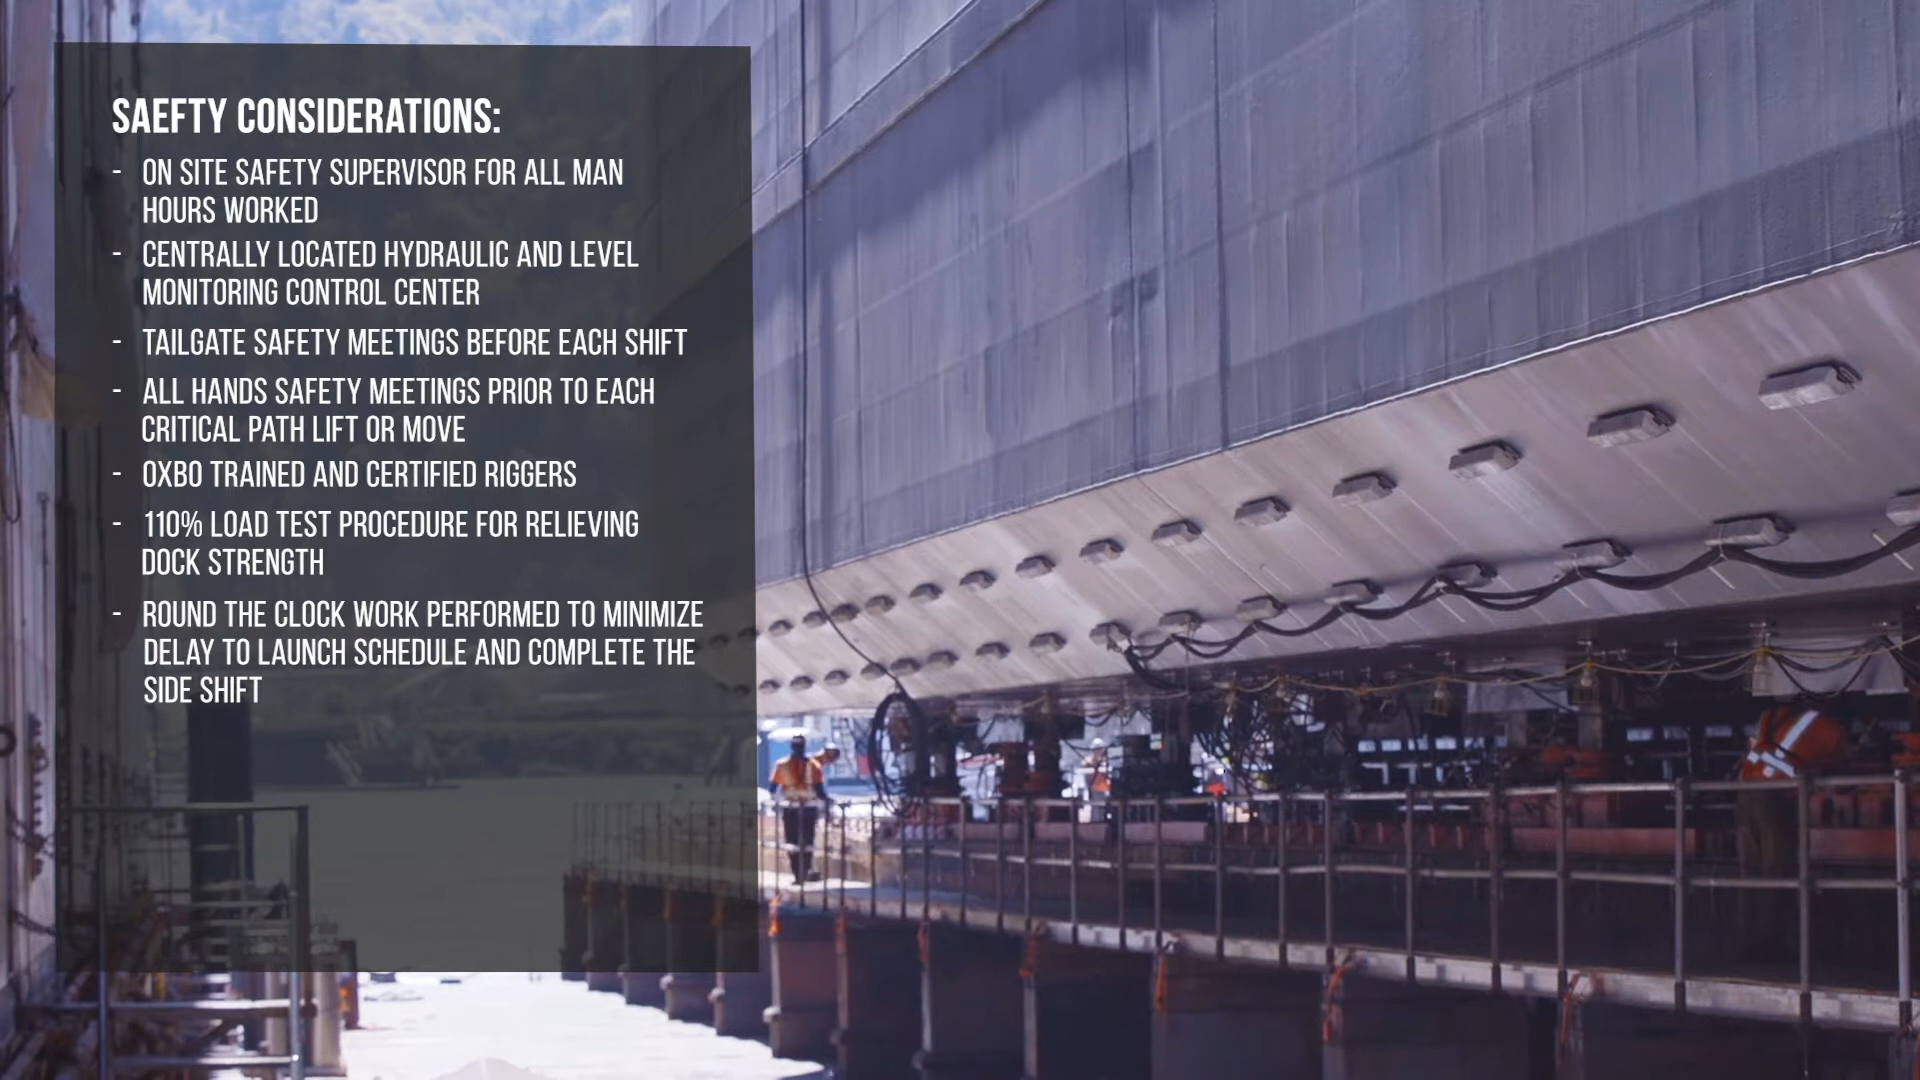 SAEFTY CONSIDERATIONS:
- ON SITE SAFETY SUPERVISOR FOR ALL MAN
HOURS WORKED
- CENTRALLY LOCATED HYDRAULIC AND LEVEL
MONITORING CONTROL CENTER
- TAILGATE SAFETY MEETINGS BEFORE EACH SHIFT
- ALL HANDS SAFETY MEETINGS PRIOR TO EACH
CRITICAL PATH LIFT OR MOVE
- OXBO TRAINED AND CERTIFIED RIGGERS
- 110% LOAD TEST PROCEDURE FOR RELIEVING
DOCK STRENGTH
- ROUND THE CLOCK WORK PERFORMED TO MINIMIZE
DELAY TO LAUNCH SCHEDULE AND COMPLETE THE
SIDE SHIFT